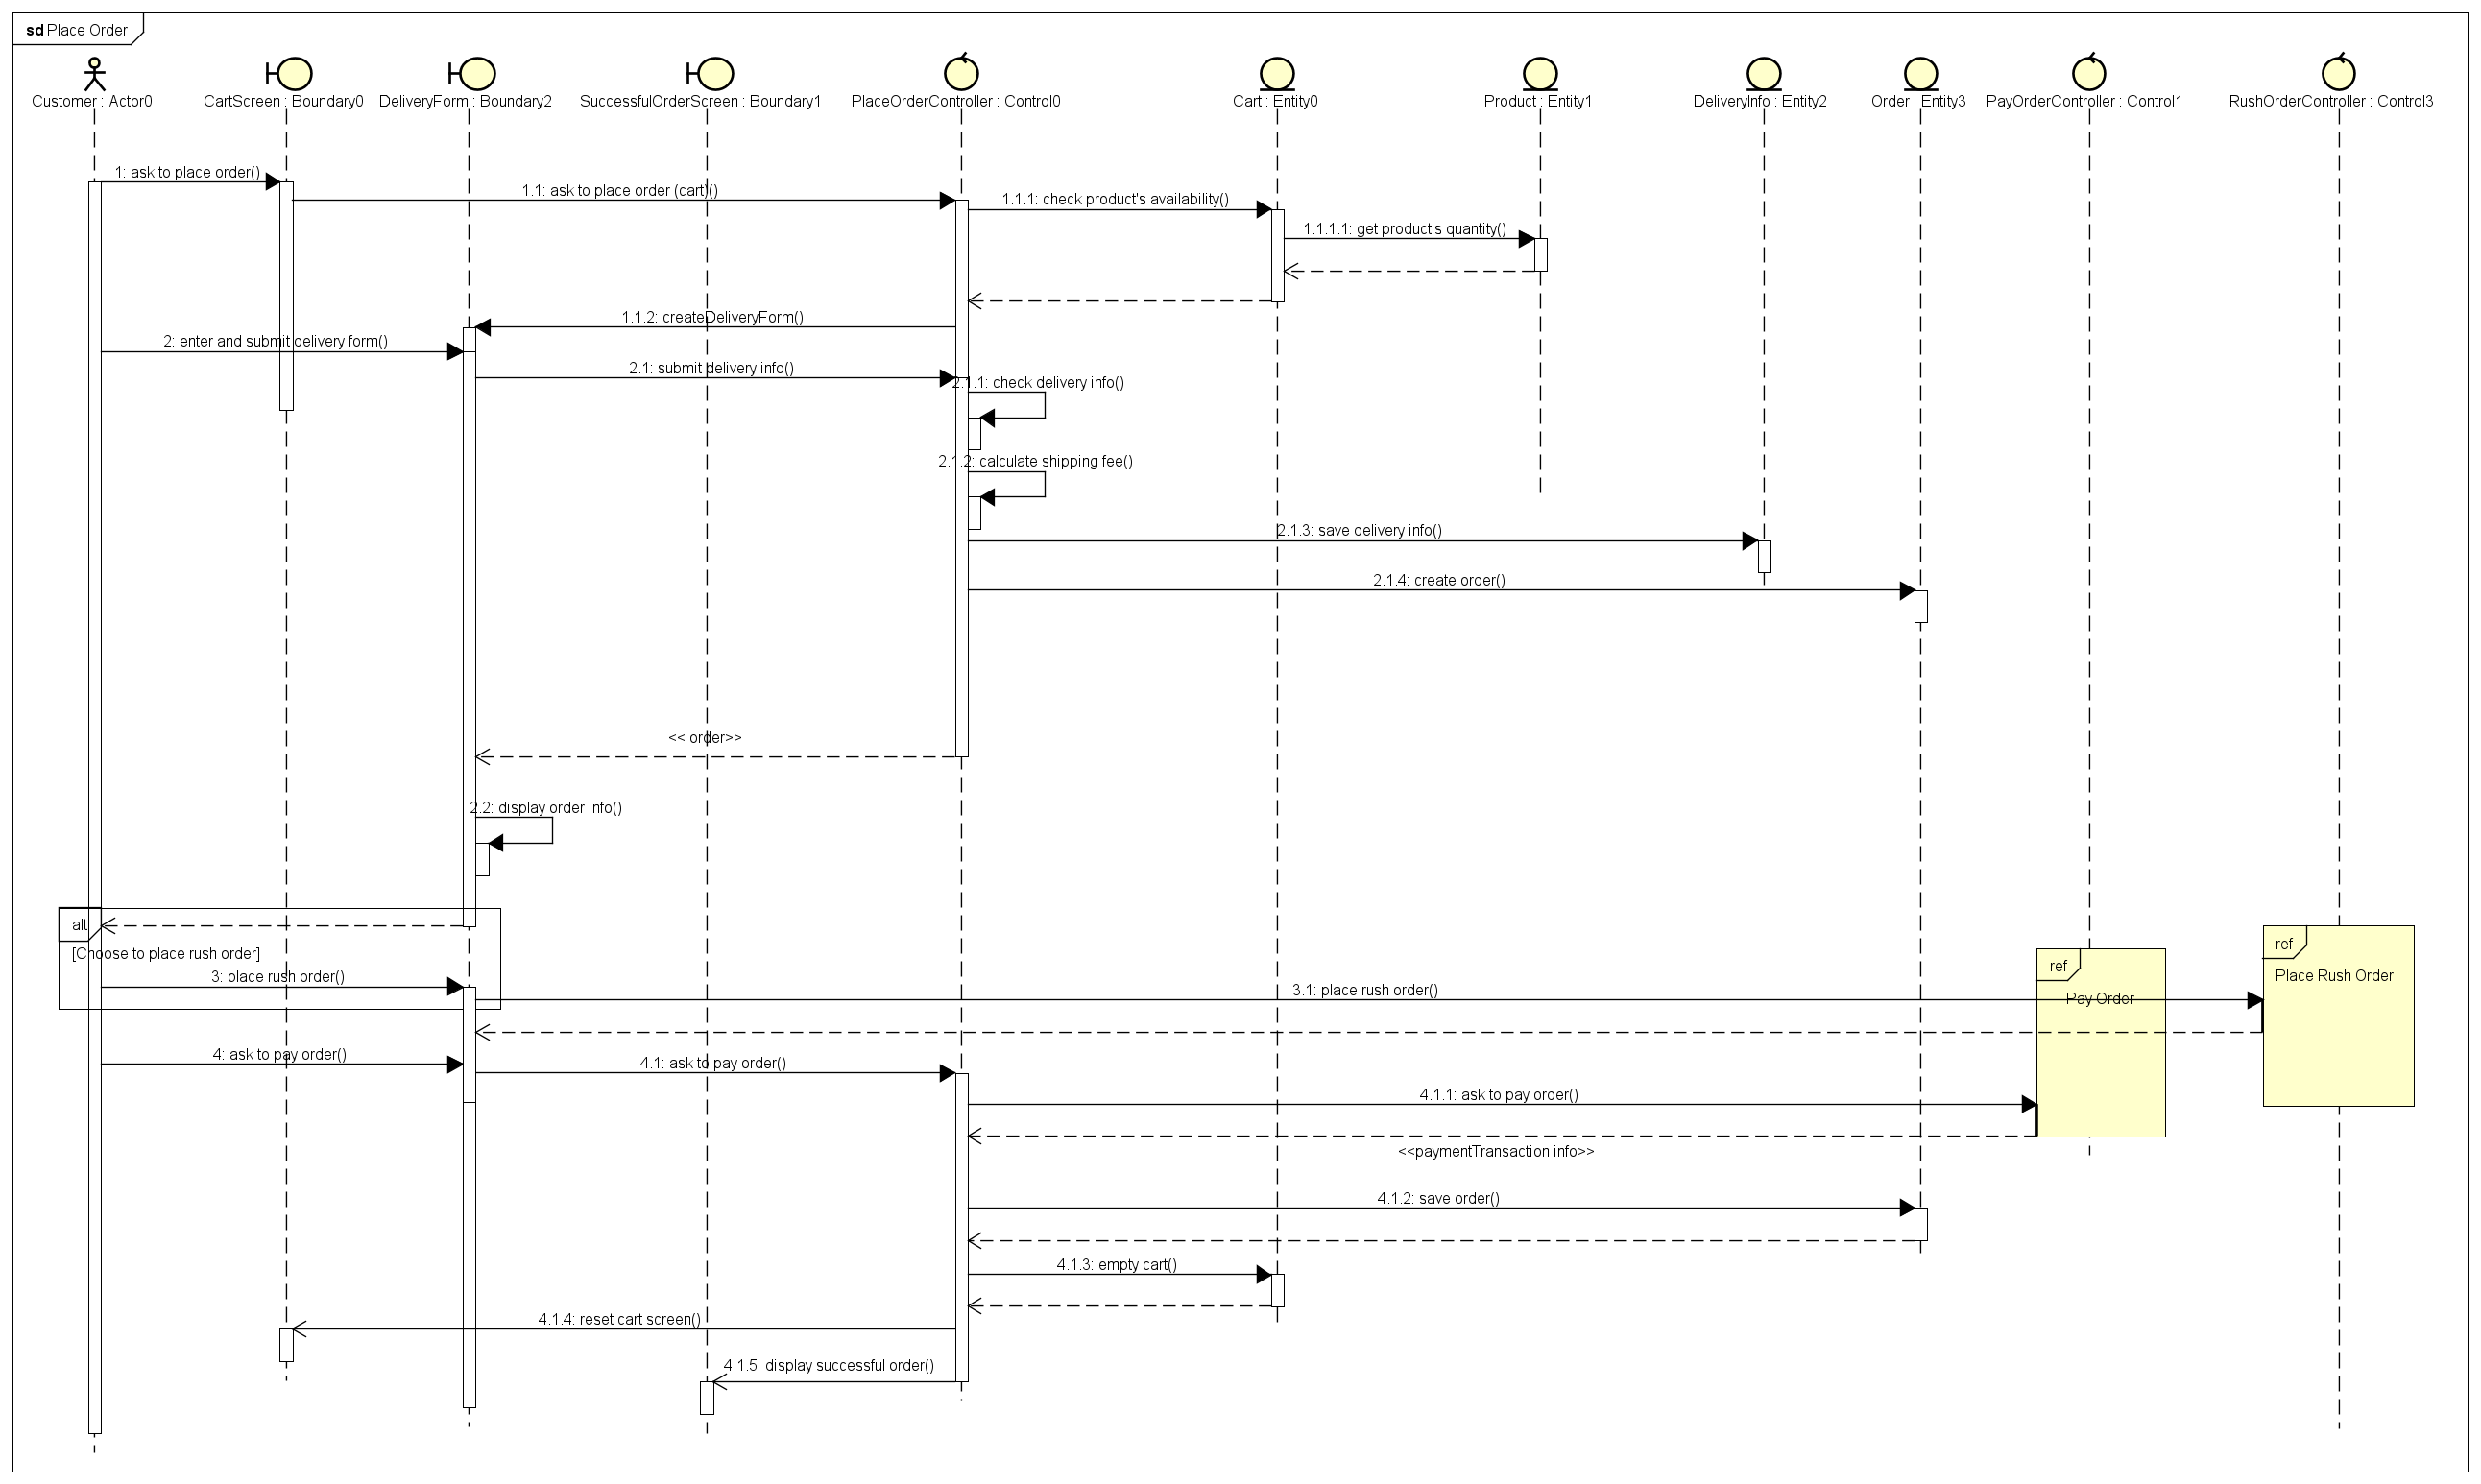 sd Place Order
Customer : Actor0
CartScreen : Boundary0
DeliveryForm : Boundary2
SuccessfulOrderScreen : Boundary1
PlaceOrderController : Control0
Cart : Entity0
Product : Entity1
DeliveryInfo : Entity2
Order : Entity3
PayOrderController : Control1
RushOrderController : Control3
1: ask to place order()
1.1: ask to place order (cart)()
1.1.1: check product's availability()
1.1.1.1: get product's quantity()
1.1.2: createDeliveryForm()
2: enter and submit delivery form()
2.1: submit delivery info()
2.1.1: check delivery info()
2.1.2: calculate shipping fee()
2.1.3: save delivery info()
2.1.4: create order()
<< order>>
2.2: display order info()
alt
[Choose to place rush order]
ref
Place Rush Order
ref
Pay Order
3: place rush order()
3.1: place rush order()
4: ask to pay order()
4.1: ask to pay order()
4.1.1: ask to pay order()
<<paymentTransaction info>>
4.1.2: save order()
4.1.3: empty cart()
4.1.4: reset cart screen()
4.1.5: display successful order()